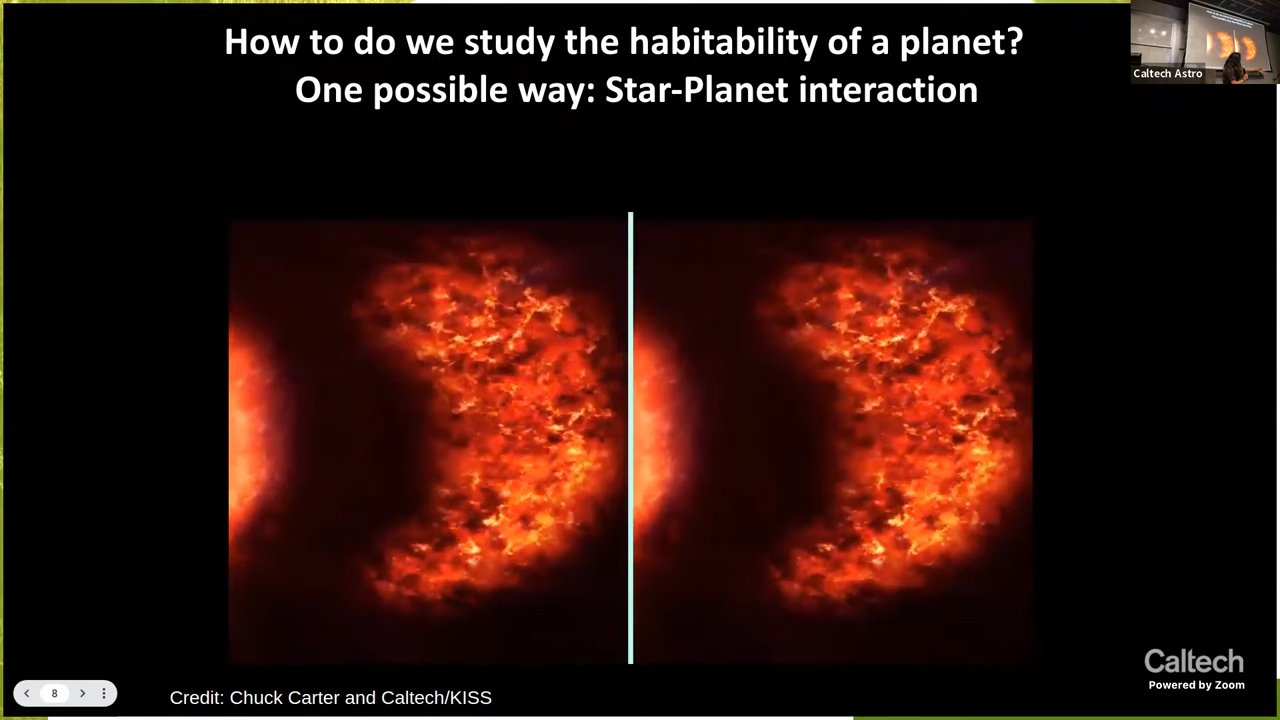 How to do we study the habitability of a planet?
One possible way: Star-Planet interaction
Caltech Astro
8
Credit: Chuck Carter and Caltech/KISS
Caltech
Powered by Zoom